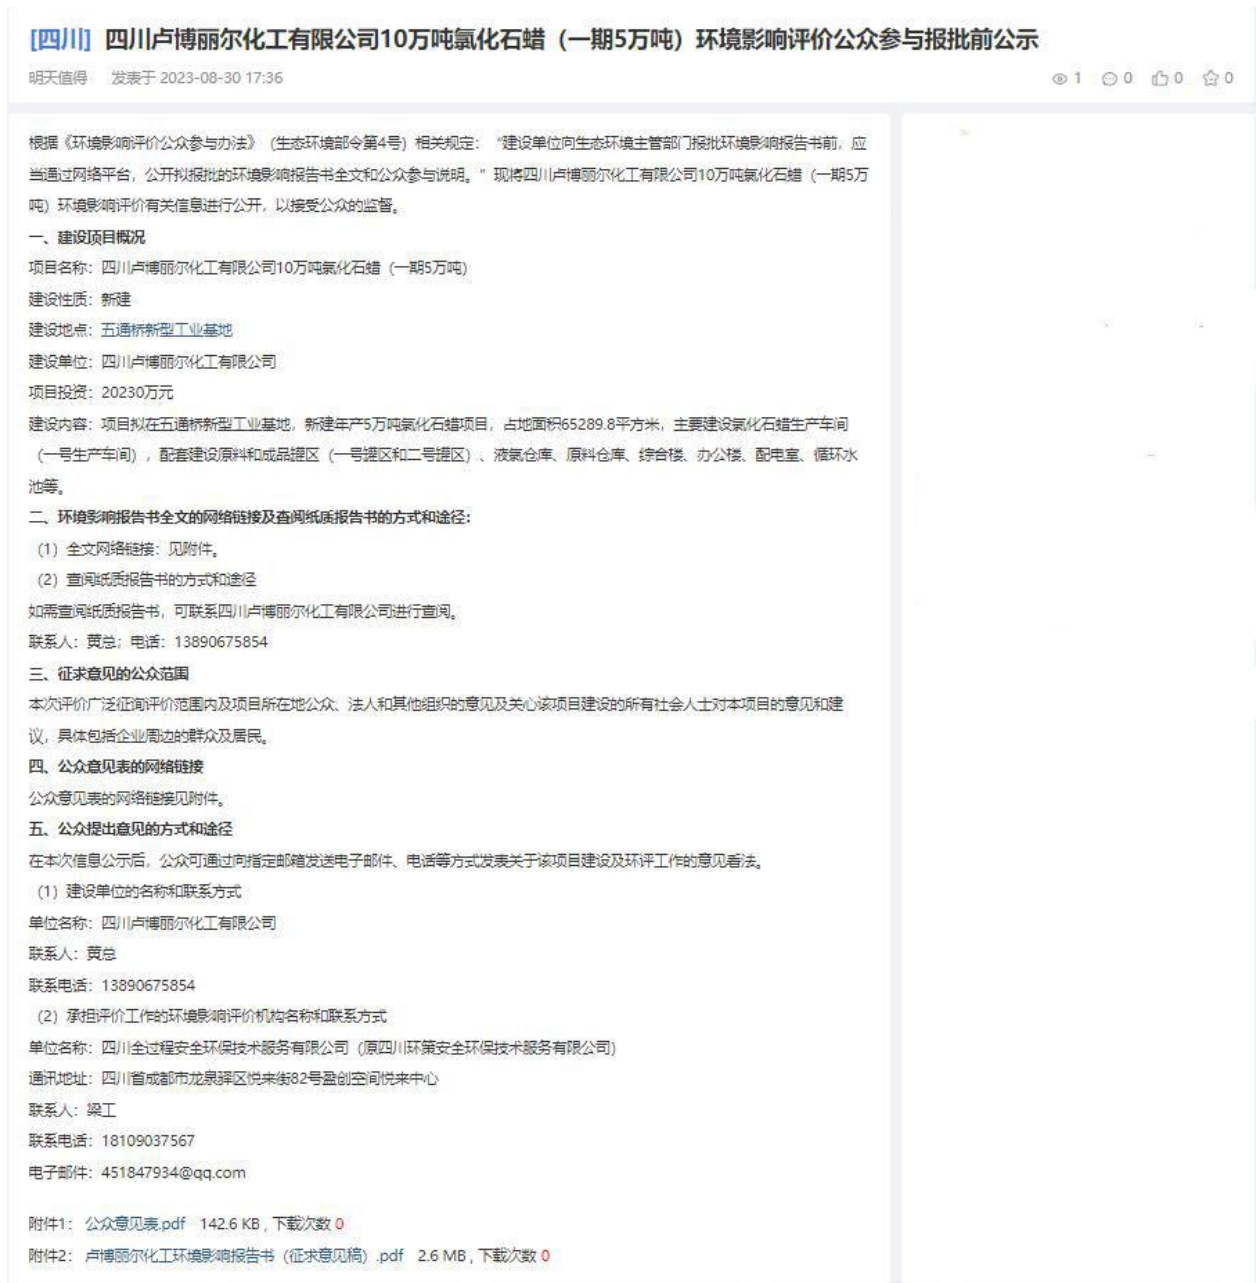 [四川] 四川卢博丽尔化工有限公司10万吨氯化石蜡（一期5万吨）环境影响评价公众参与报批前公示
明天值得 发表于 2023-08-30 17:36 1 0 0 0
根据《环境影响评价公众参与办法》（生态环境部令第4号）相关规定：“建设单位向生态环境主管部门报批环境影响报告书前，应
当通过网络平台，公开拟报批的环境影响报告书全文和公众参与说明。”现将四川卢博丽尔化工有限公司10万吨氯化石蜡（一期5万
吨）环境影响评价有关信息进行公开，以接受公众的监督。
一、建设项目概况
项目名称：四川卢博丽尔化工有限公司10万吨氯化石蜡（一期5万吨）
建设性质：新建
建设地点：五通桥新型工业基地
建设单位：四川卢博丽尔化工有限公司
项目投资：20230万元
建设内容：项目拟在五通桥新型工业基地，新建年产5万吨氯化石蜡项目，占地面积65289.8平方米，主要建设氯化石蜡生产车间
（一号生产车间），配套建设原料和成品罐区（一号罐区和二号罐区）、液氯仓库、原料仓库、综合楼、办公楼、配电室、循环水
池等。
二、环境影响报告书全文的网络链接及查阅纸质报告书的方式和途径：
（1）全文网络链接：见附件。
（2）查阅纸质报告书的方式和途径
如需查阅纸质报告书，可联系四川卢博丽尔化工有限公司进行查阅。
联系人：黄总；电话：13890675854
三、征求意见的公众范围
本次评价广泛征询评价范围内及项目所在地公众、法人和其他组织的意见及关心该项目建设的所有社会人士对本项目的意见和建
议，具体包括企业周边的群众及居民。
四、公众意见表的网络链接
公众意见表的网络链接见附件。
五、公众提出意见的方式和途径
在本次信息公示后，公众可通过向指定邮箱发送电子邮件、电话等方式发表关于该项目建设及环评工作的意见看法。
（1）建设单位的名称和联系方式
单位名称：四川卢博丽尔化工有限公司
联系人：黄总
联系电话：13890675854
（2）承担评价工作的环境影响评价机构名称和联系方式
单位名称：四川全过程安全环保技术服务有限公司（原四川环策安全环保技术服务有限公司）
通讯地址：四川省成都市龙泉驿区悦来街82号盈创空间悦来中心
联系人：梁工
联系电话：18109037567
电子邮件：451847934@qq.com
附件1： 公众意见表.pdf 142.6 KB , 下载次数 0
附件2： 卢博丽尔化工环境影响报告书（征求意见稿）.pdf 2.6 MB , 下载次数 0